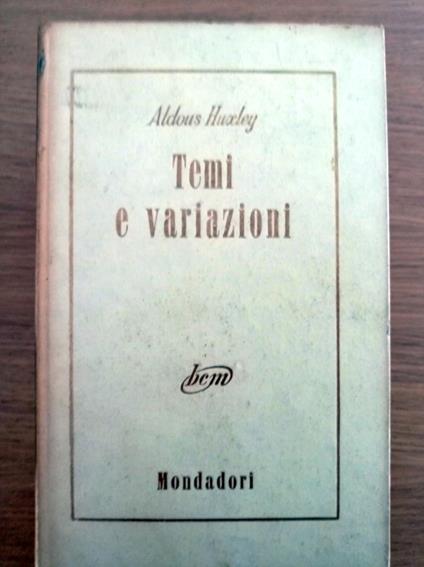 Aldous Huxley
Temi
e variazioni
bcm
Mondadori